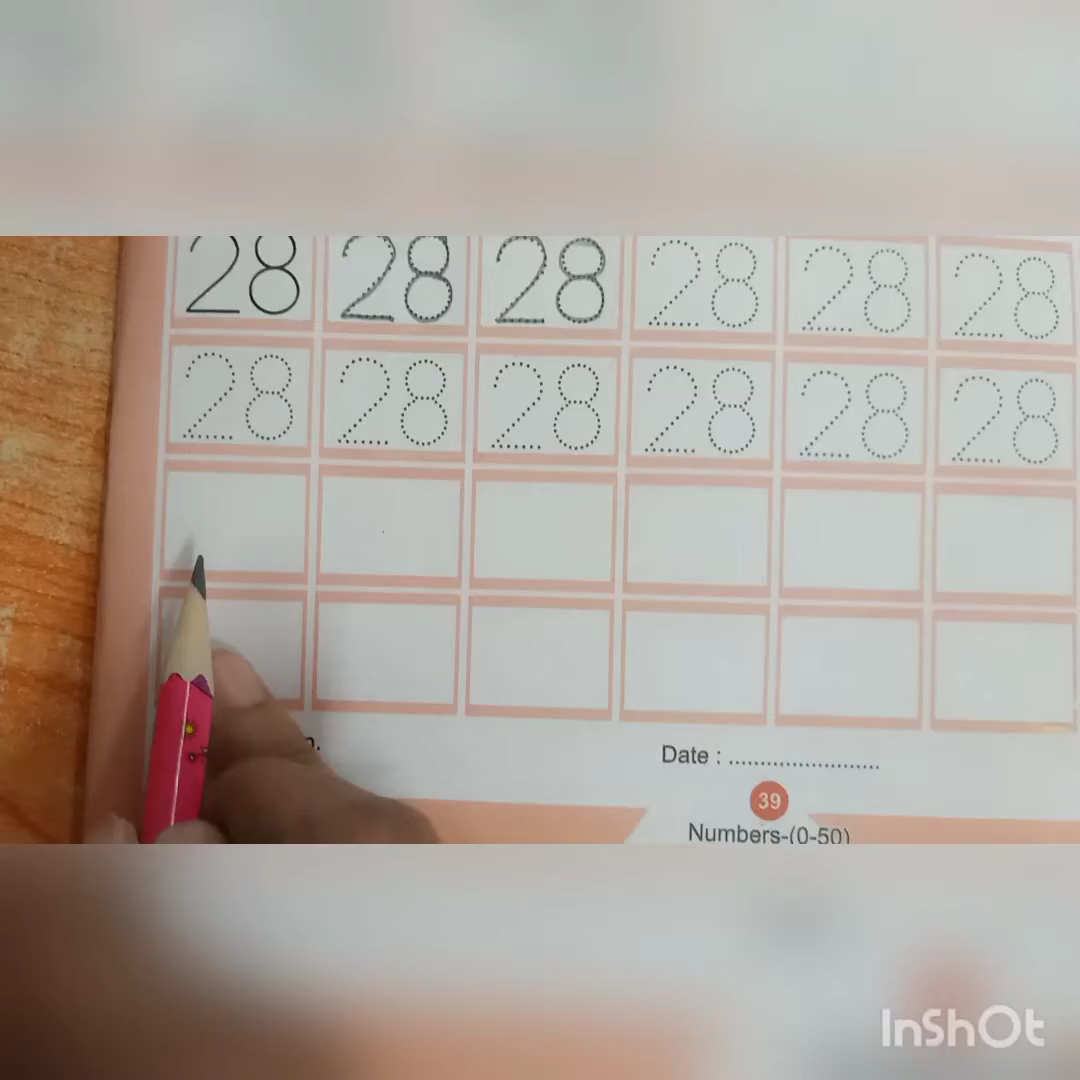 28 28 28 28 28 28
28 28 28 28 28 28
Date : ........................
39
Numbers-(0-50)
InShOt